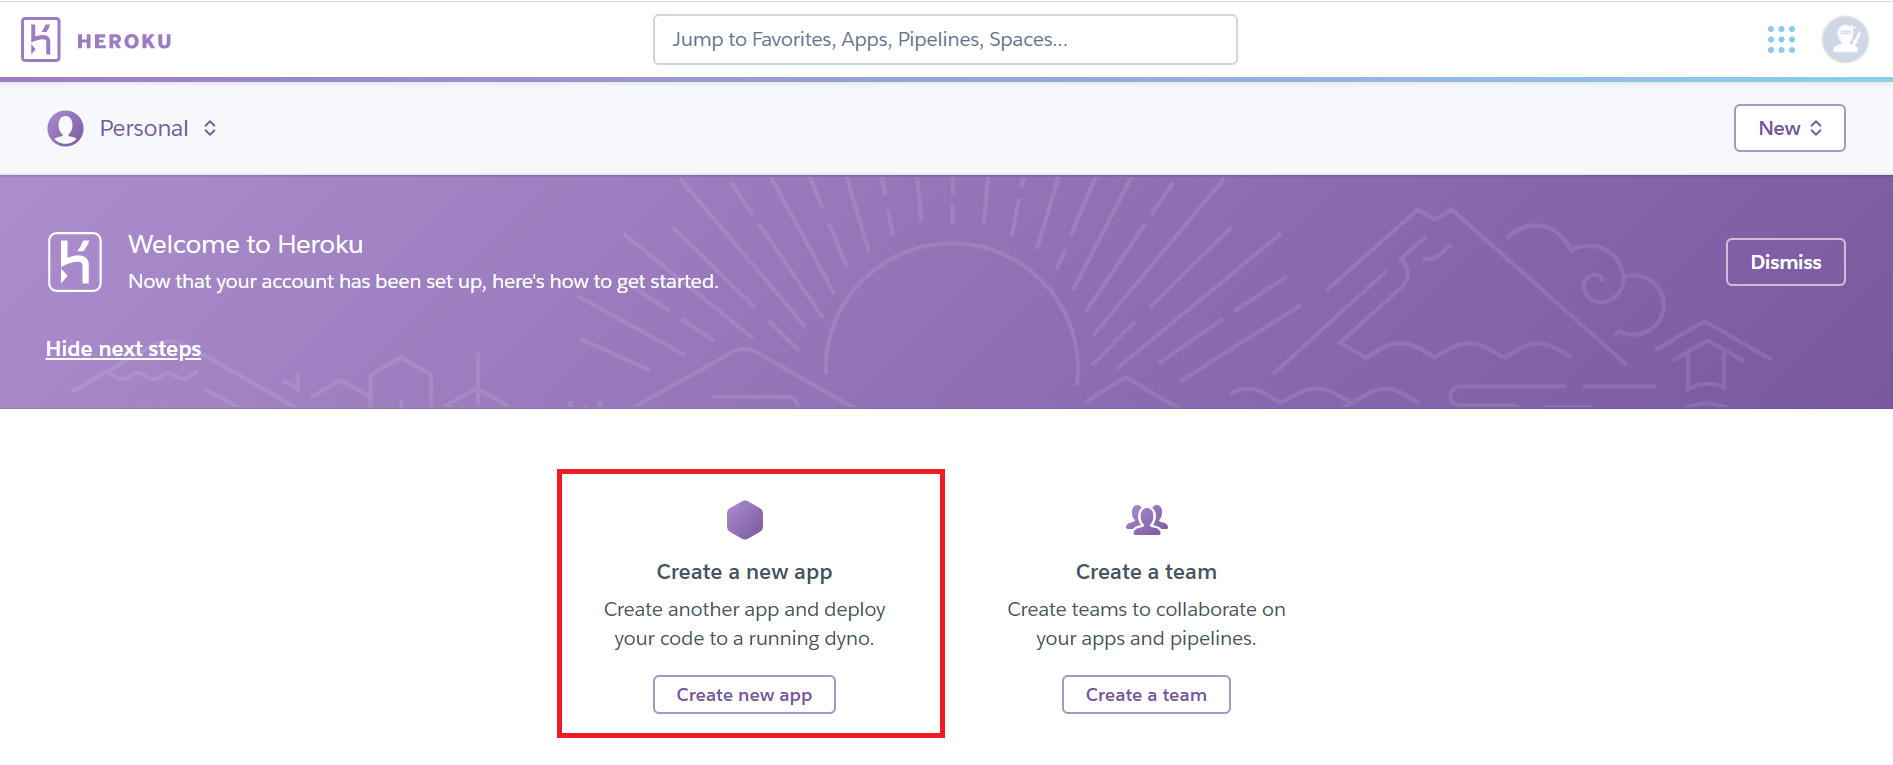 HEROKU
Jump to Favorites, Apps, Pipelines, Spaces...
Personal
New
Welcome to Heroku
Now that your account has been set up, here's how to get started.
Dismiss
Hide next steps
Create a new app
Create another app and deploy
your code to a running dyno.
Create new app
Create a team
Create teams to collaborate on
your apps and pipelines.
Create a team